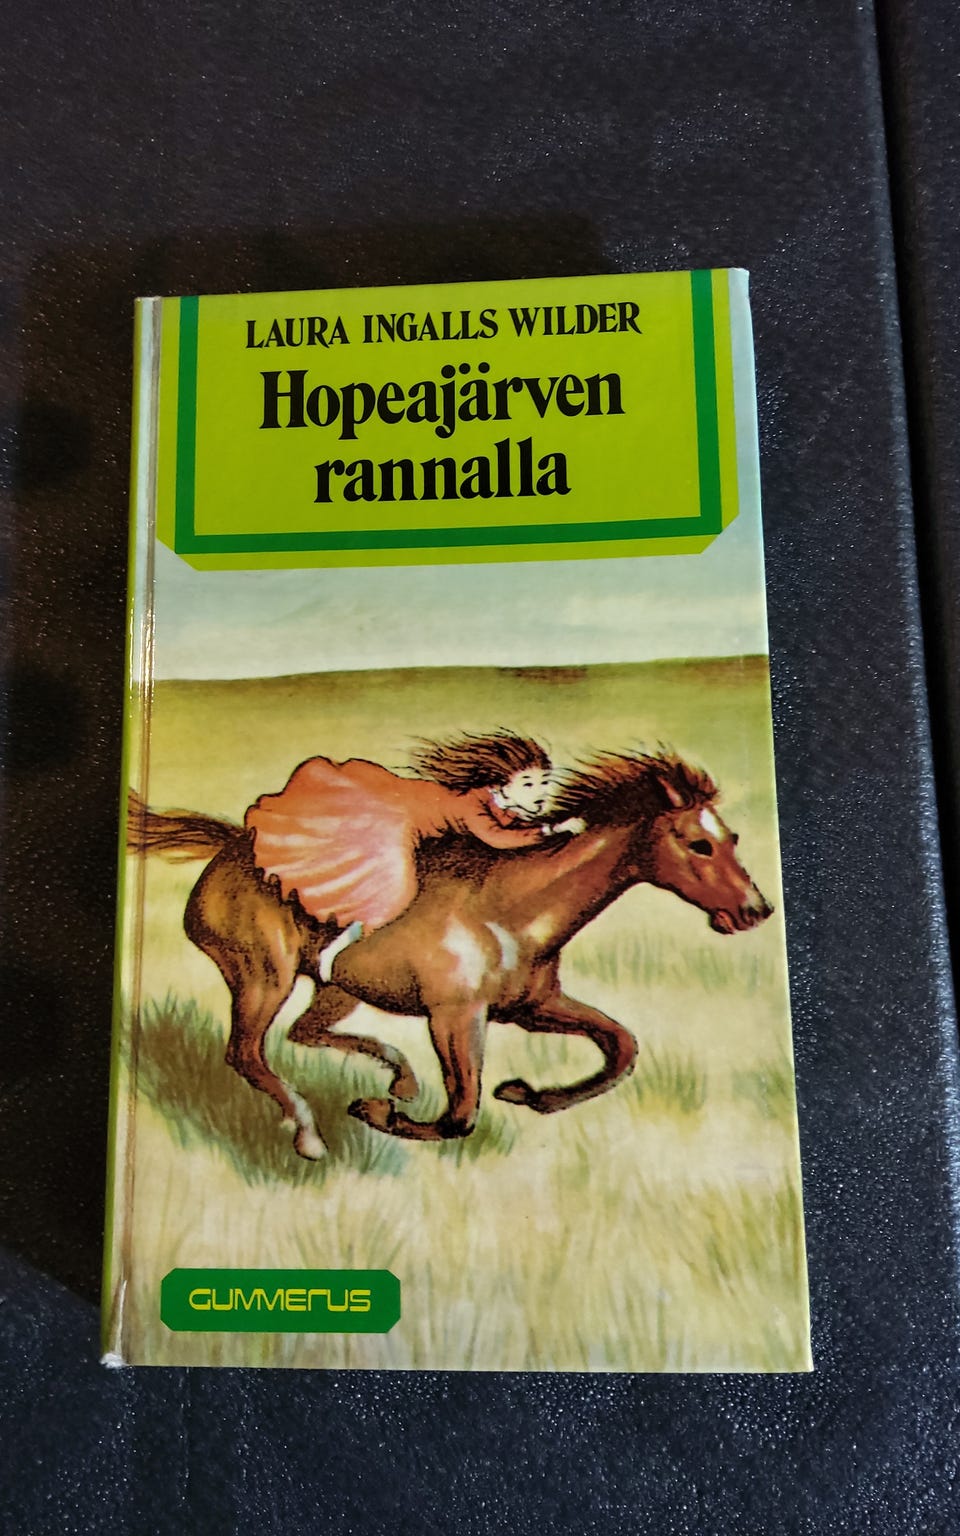 LAURA INGALLS WILDER
Hopeajärven
rannalla
GUMMERUS